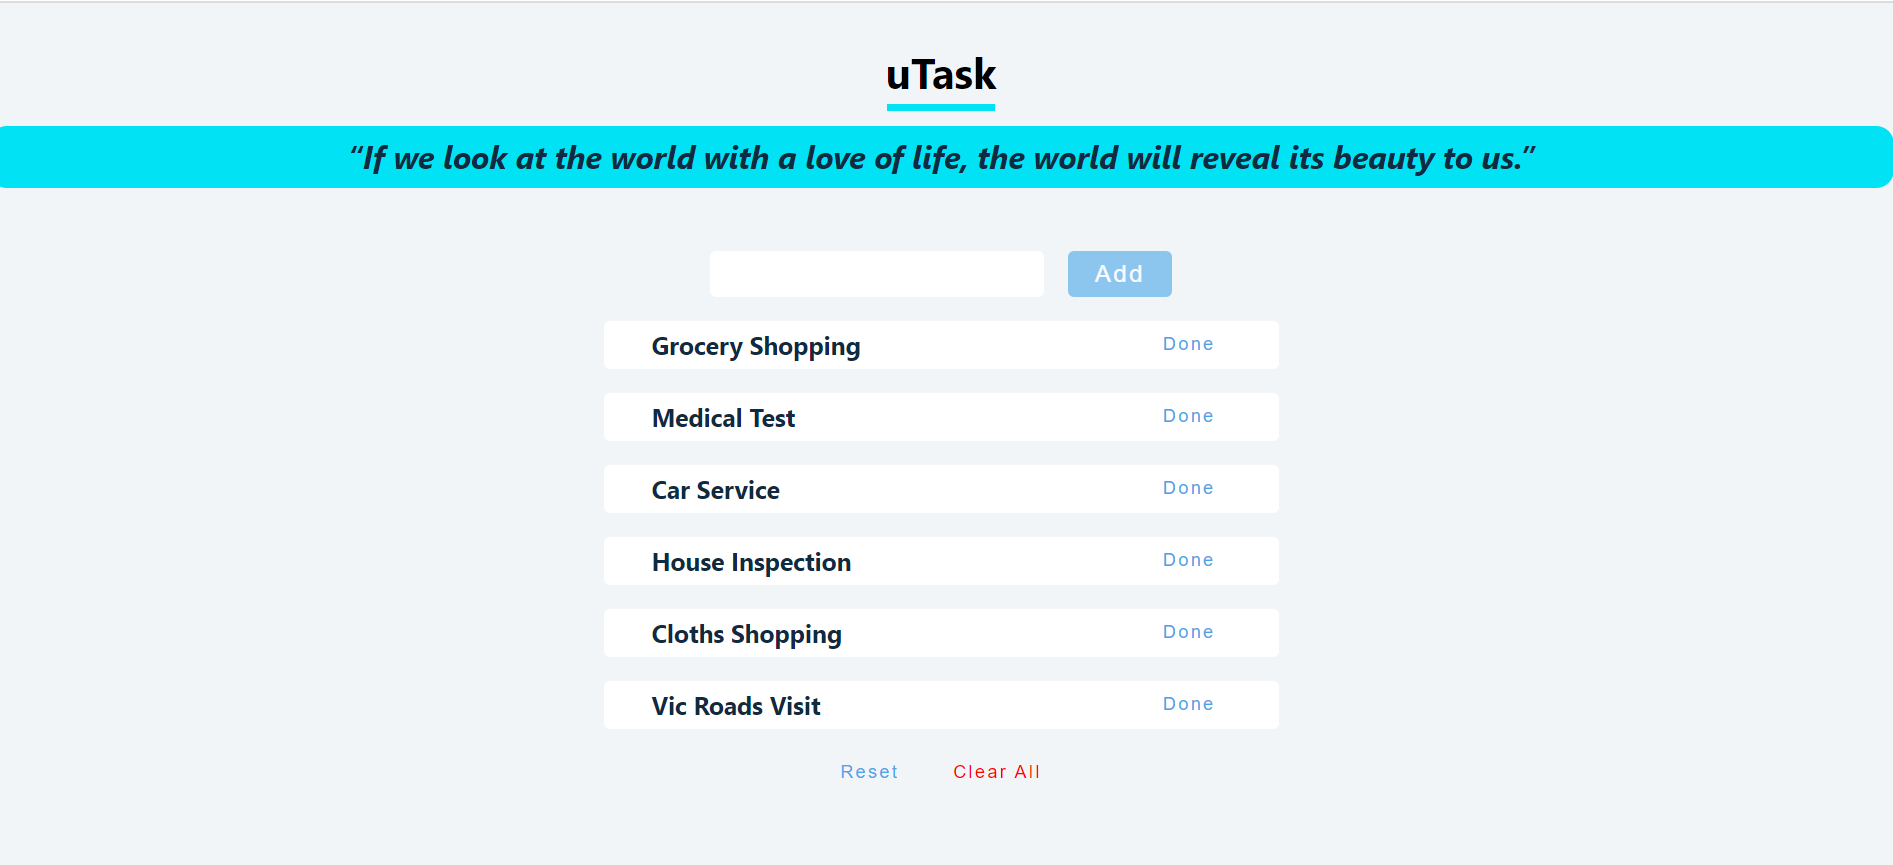 uTask
“If we look at the world with a love of life, the world will reveal its beauty to us.”
Add
Grocery Shopping Done
Medical Test Done
Car Service Done
House Inspection Done
Cloths Shopping Done
Vic Roads Visit Done
Reset Clear All